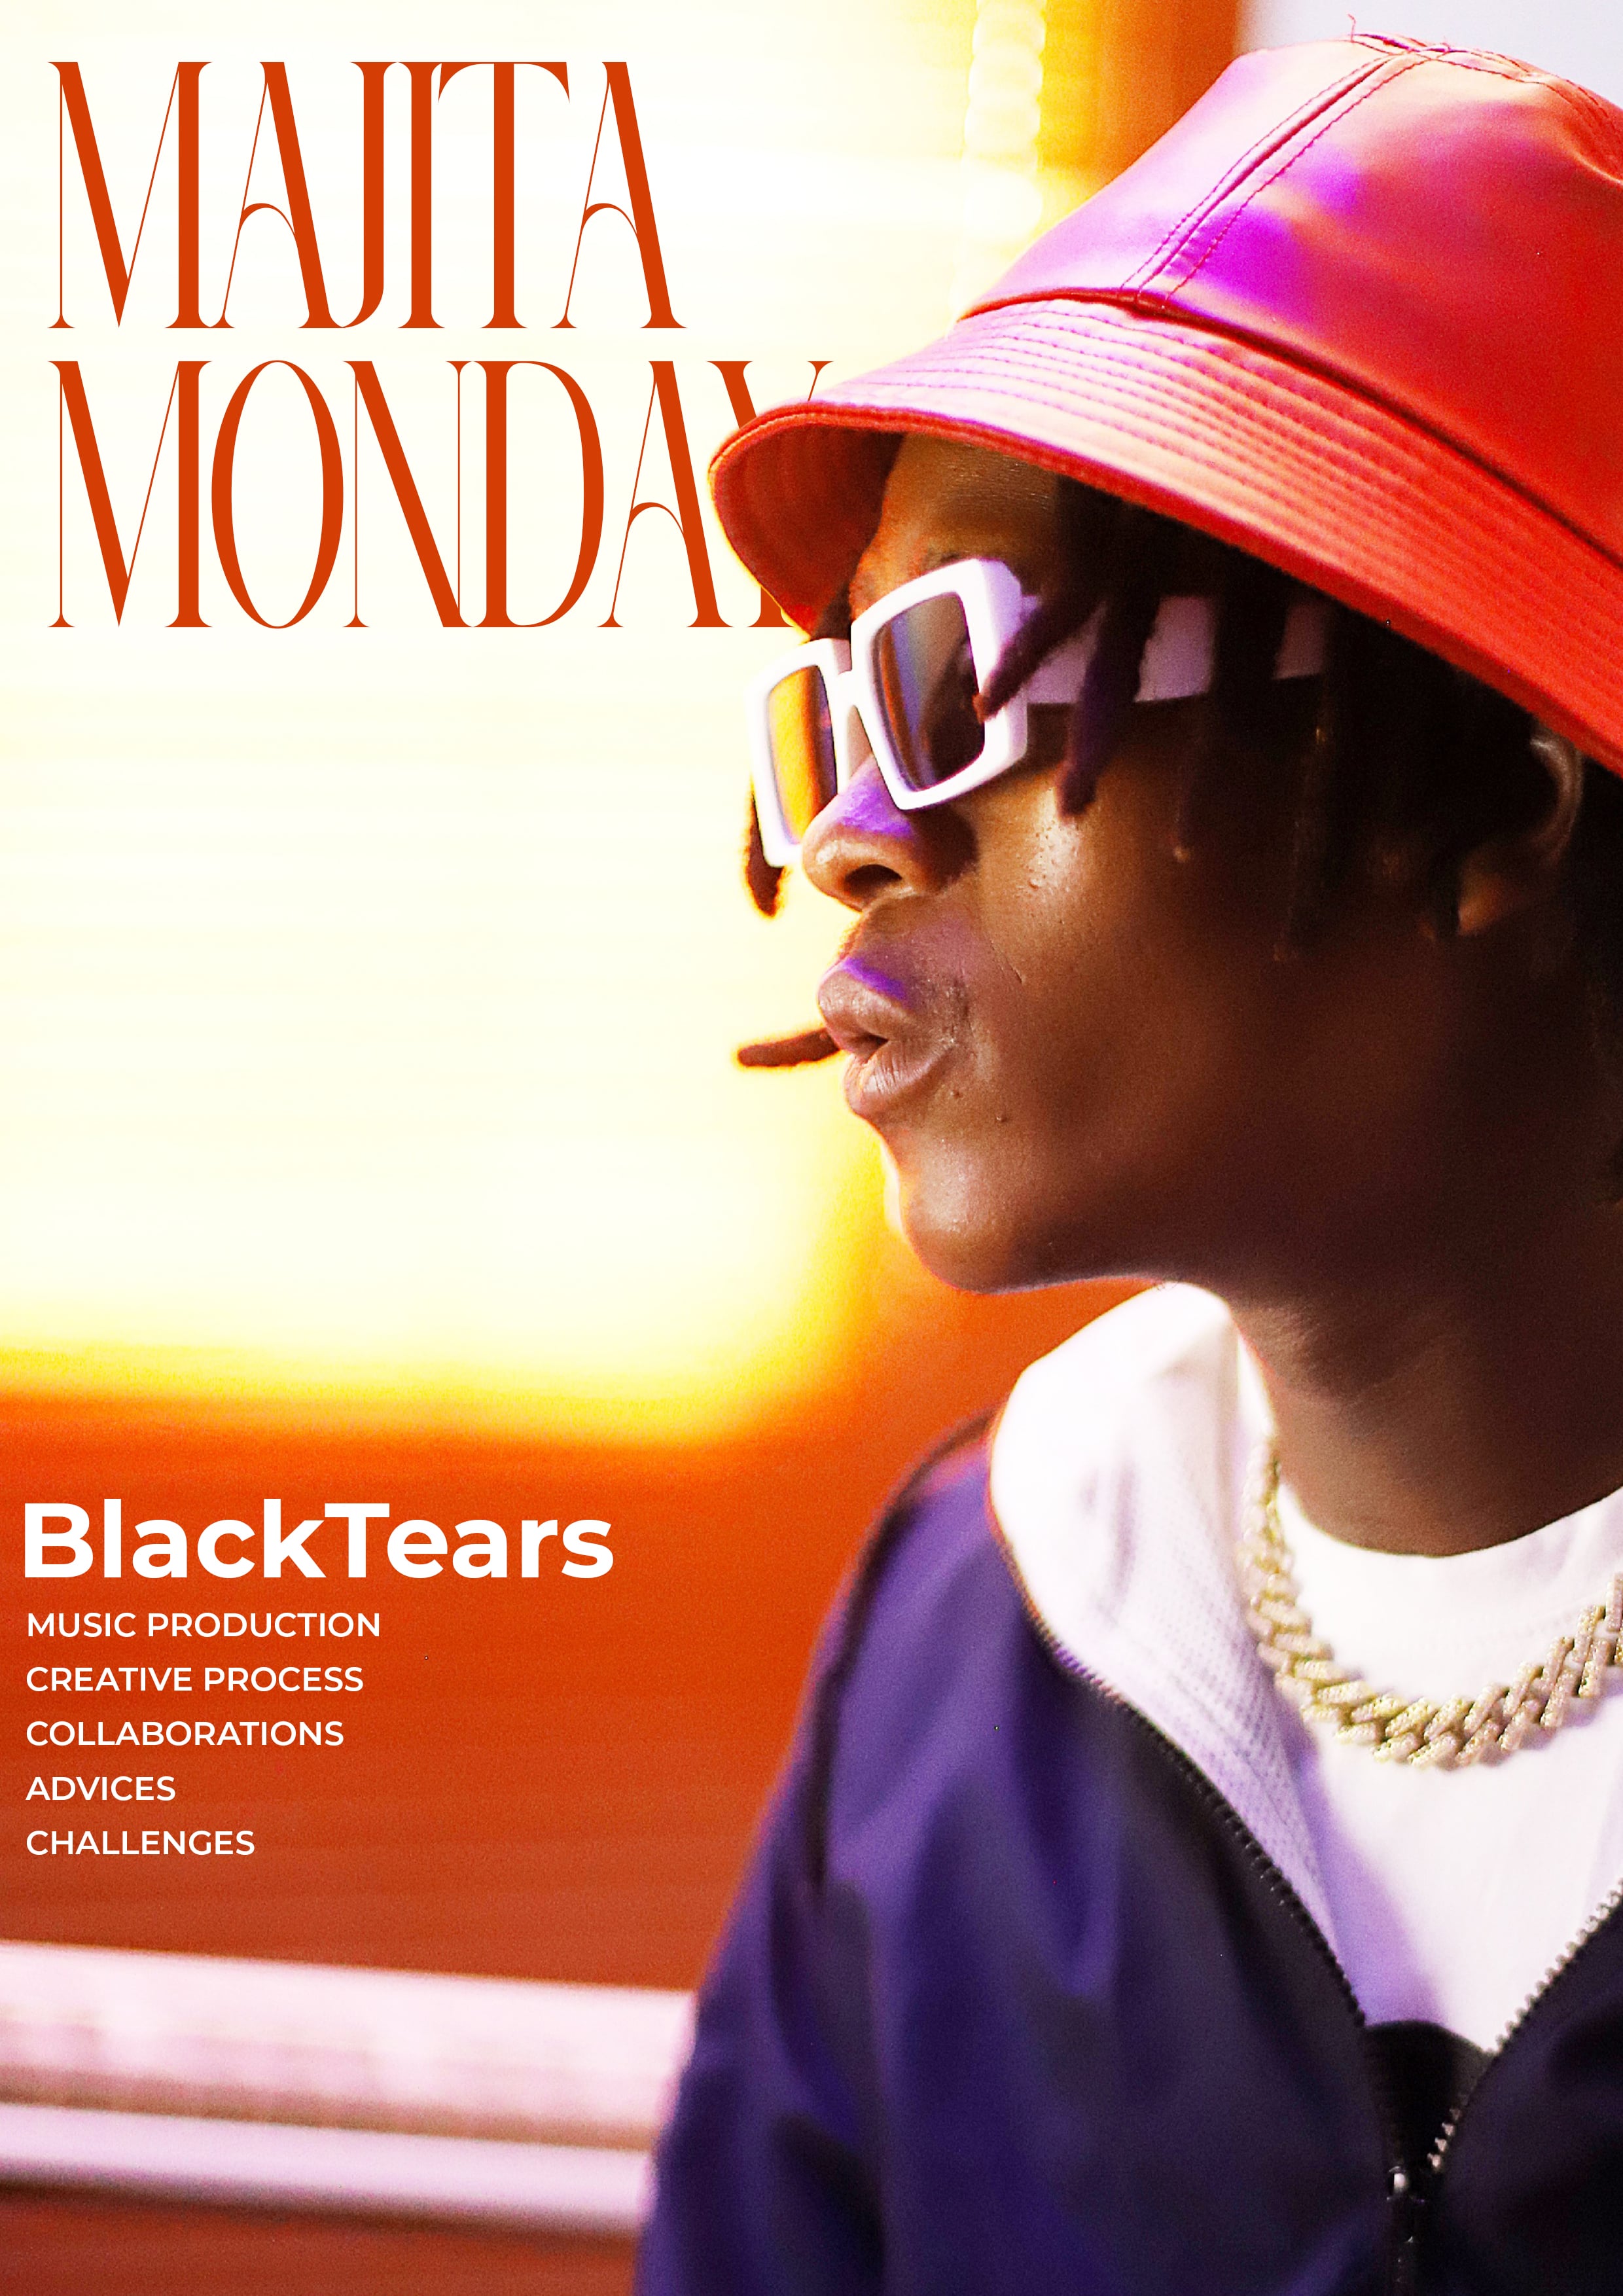 MAJITA
MONDAY
BlackTears
MUSIC PRODUCTION
CREATIVE PROCESS
COLLABORATIONS
ADVICES
CHALLENGES